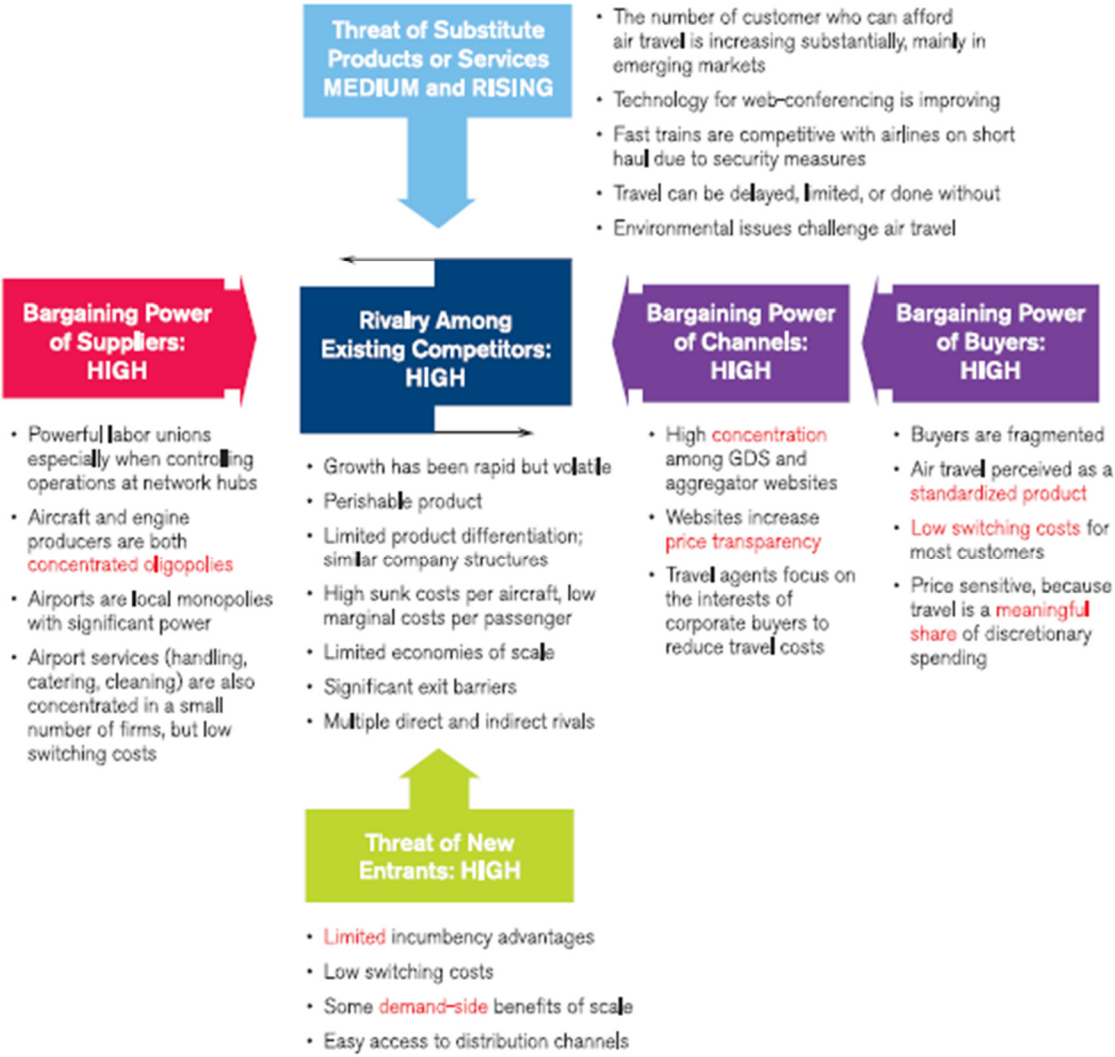 Threat of Substitute
Products or Services
MEDIUM and RISING
• The number of customer who can afford
air travel is increasing substantially, mainly in
emerging markets
• Technology for web-conferencing is improving
• Fast trains are competitive with airlines on short
haul due to security measures
• Travel can be delayed, limited, or done without
• Environmental issues challenge air travel
Bargaining Power
of Suppliers:
HIGH
• Powerful labor unions
especially when controlling
operations at network hubs
• Aircraft and engine
producers are both
concentrated oligopolies
• Airports are local monopolies
with significant power
• Airport services (handling,
catering, cleaning) are also
concentrated in a small
number of firms, but low
switching costs
Rivalry Among
Existing Competitors:
HIGH
• Growth has been rapid but volatile
• Perishable product
• Limited product differentiation;
similar company structures
• High sunk costs per aircraft, low
marginal costs per passenger
• Limited economies of scale
• Significant exit barriers
• Multiple direct and indirect rivals
Bargaining Power
of Channels:
HIGH
• High concentration
among GDS and
aggregator websites
• Websites increase
price transparency
• Travel agents focus on
the interests of
corporate buyers to
reduce travel costs
Bargaining Power
of Buyers:
HIGH
• Buyers are fragmented
• Air travel perceived as a
standardized product
• Low switching costs for
most customers
• Price sensitive, because
travel is a meaningful
share of discretionary
spending
Threat of New
Entrants: HIGH
• Limited incumbency advantages
• Low switching costs
• Some demand-side benefits of scale
• Easy access to distribution channels